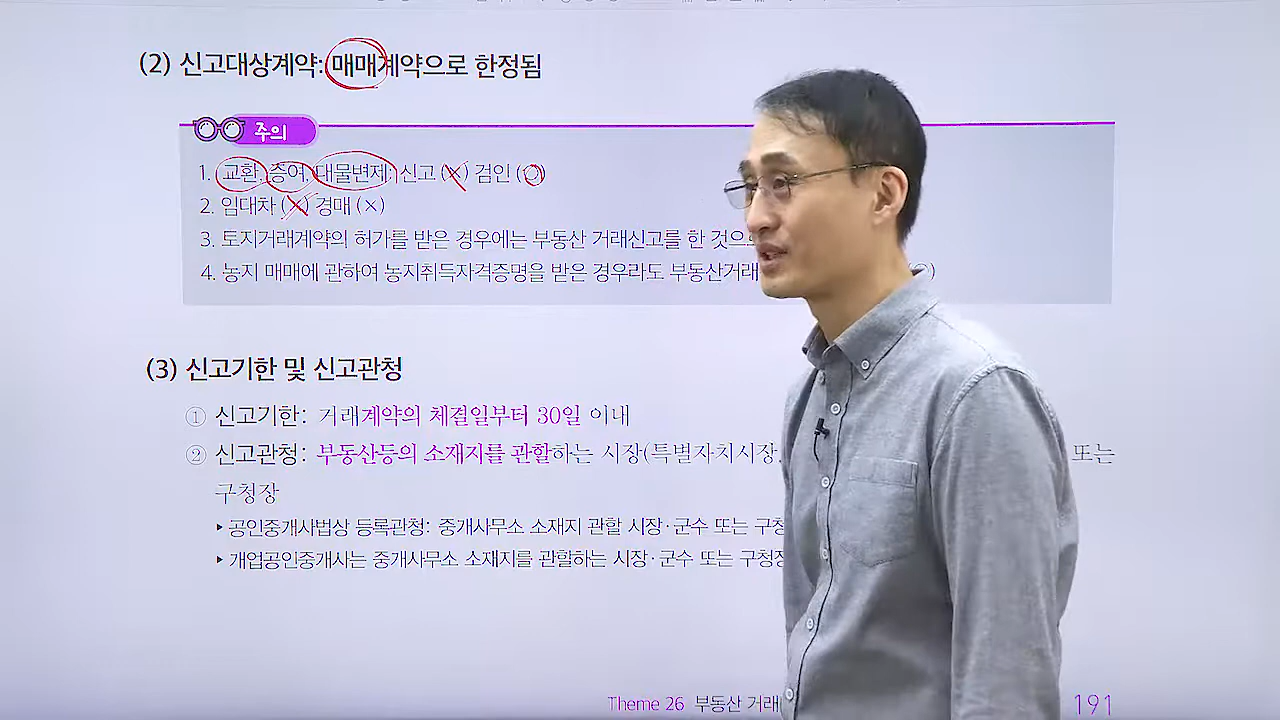 (2) 신고대상계약: 매매계약으로 한정됨
주의
1. 교환, 증여, 대물변제: 신고 (×) 검인 (○)
2. 임대차 (×) 경매 (×)
3. 토지거래계약의 허가를 받은 경우에는 부동산 거래신고를 한 것으
4. 농지 매매에 관하여 농지취득자격증명을 받은 경우라도 부동산거래
(3) 신고기한 및 신고관청
① 신고기한: 거래계약의 체결일부터 30일 이내
② 신고관청: 부동산등의 소재지를 관할하는 시장(특별자치시장 또는
구청장
▸공인중개사법상 등록관청: 중개사무소 소재지 관할 시장·군수 또는 구청
▸개업공인중개사는 중개사무소 소재지를 관할하는 시장·군수 또는 구청장
Theme 26 부동산 거래 191